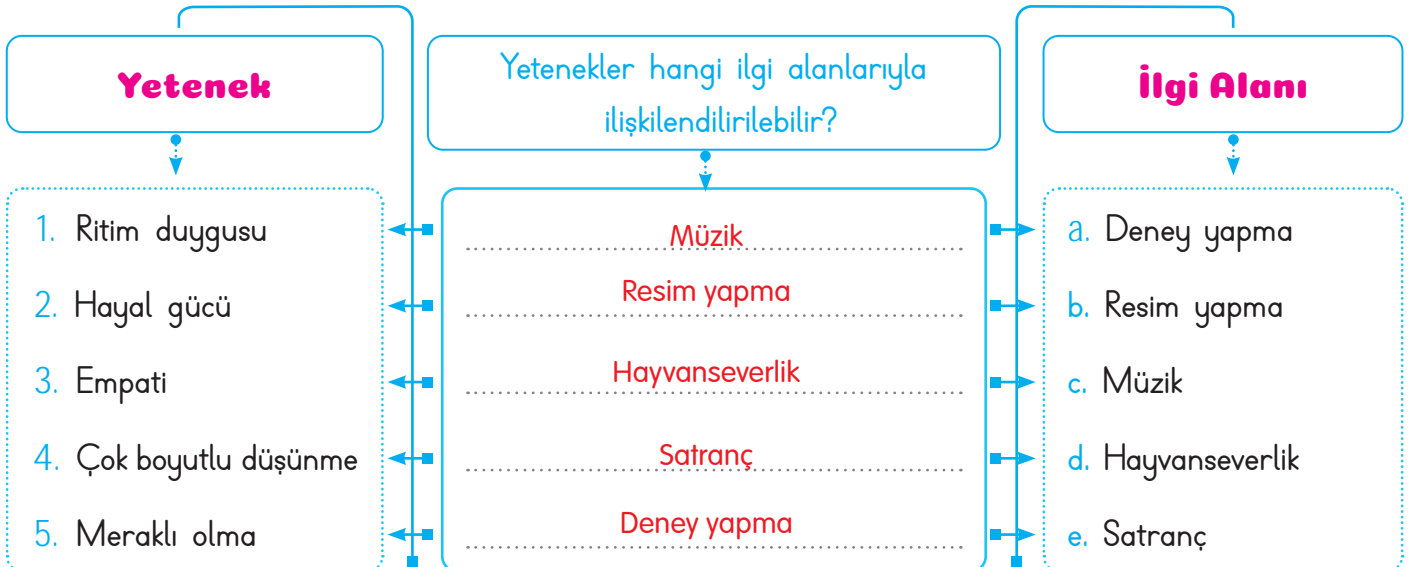 Yetenek
Yetenekler hangi ilgi alanlarıyla
ilişkilendilirilebilir?
İlgi Alanı
1. Ritim duygusu
2. Hayal gücü
3. Empati
4. Çok boyutlu düşünme
5. Meraklı olma
Müzik
Resim yapma
Hayvanseverlik
Satranç
Deney yapma
a. Deney yapma
b. Resim yapma
c. Müzik
d. Hayvanseverlik
e. Satranç